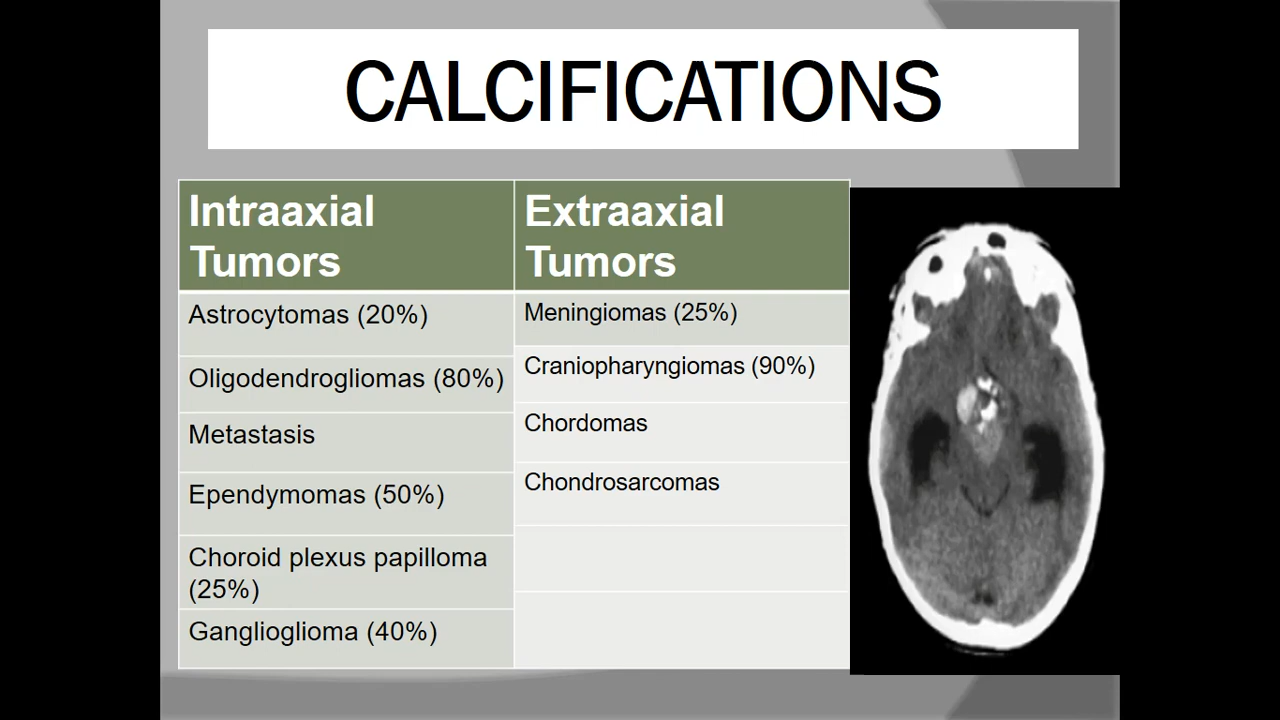 CALCIFICATIONS
Intraaxial
Tumors
Extraaxial
Tumors
Astrocytomas (20%)
Meningiomas (25%)
Oligodendrogliomas (80%)
Craniopharyngiomas (90%)
Metastasis
Chordomas
Ependymomas (50%)
Chondrosarcomas
Choroid plexus papilloma
(25%)
Ganglioglioma (40%)